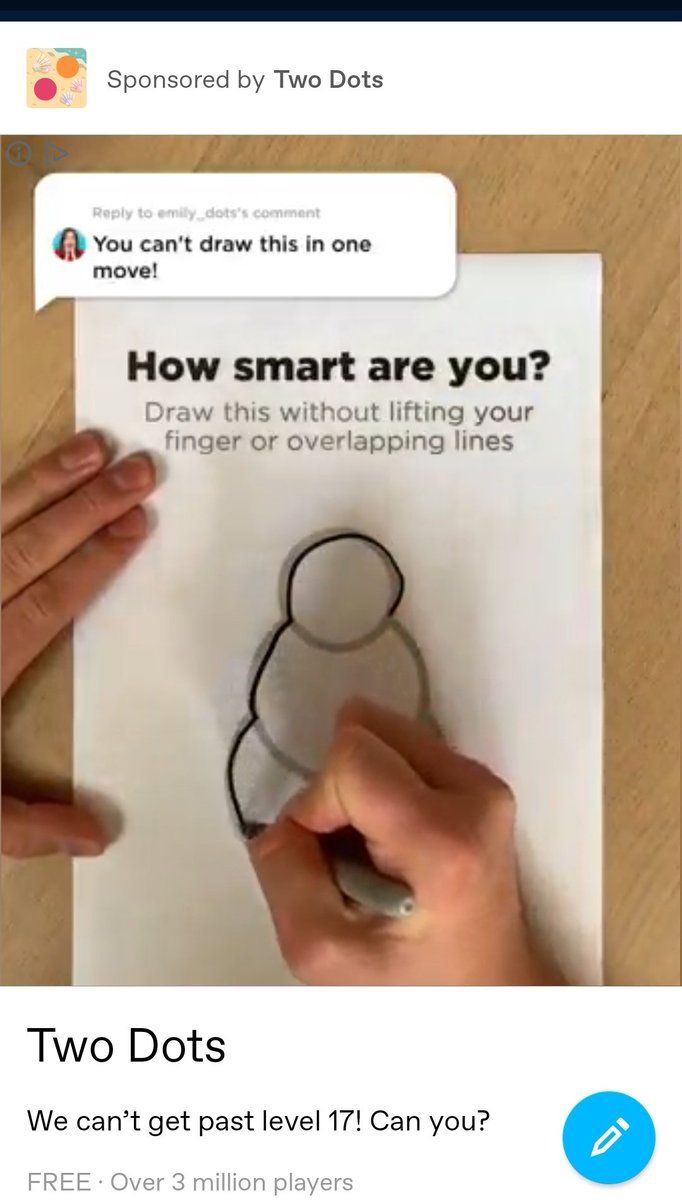 Sponsored by Two Dots
Reply to emily_dots's comment
You can't draw this in one
move!
How smart are you?
Draw this without lifting your
finger or overlapping lines
Two Dots
We can’t get past level 17! Can you?
FREE · Over 3 million players